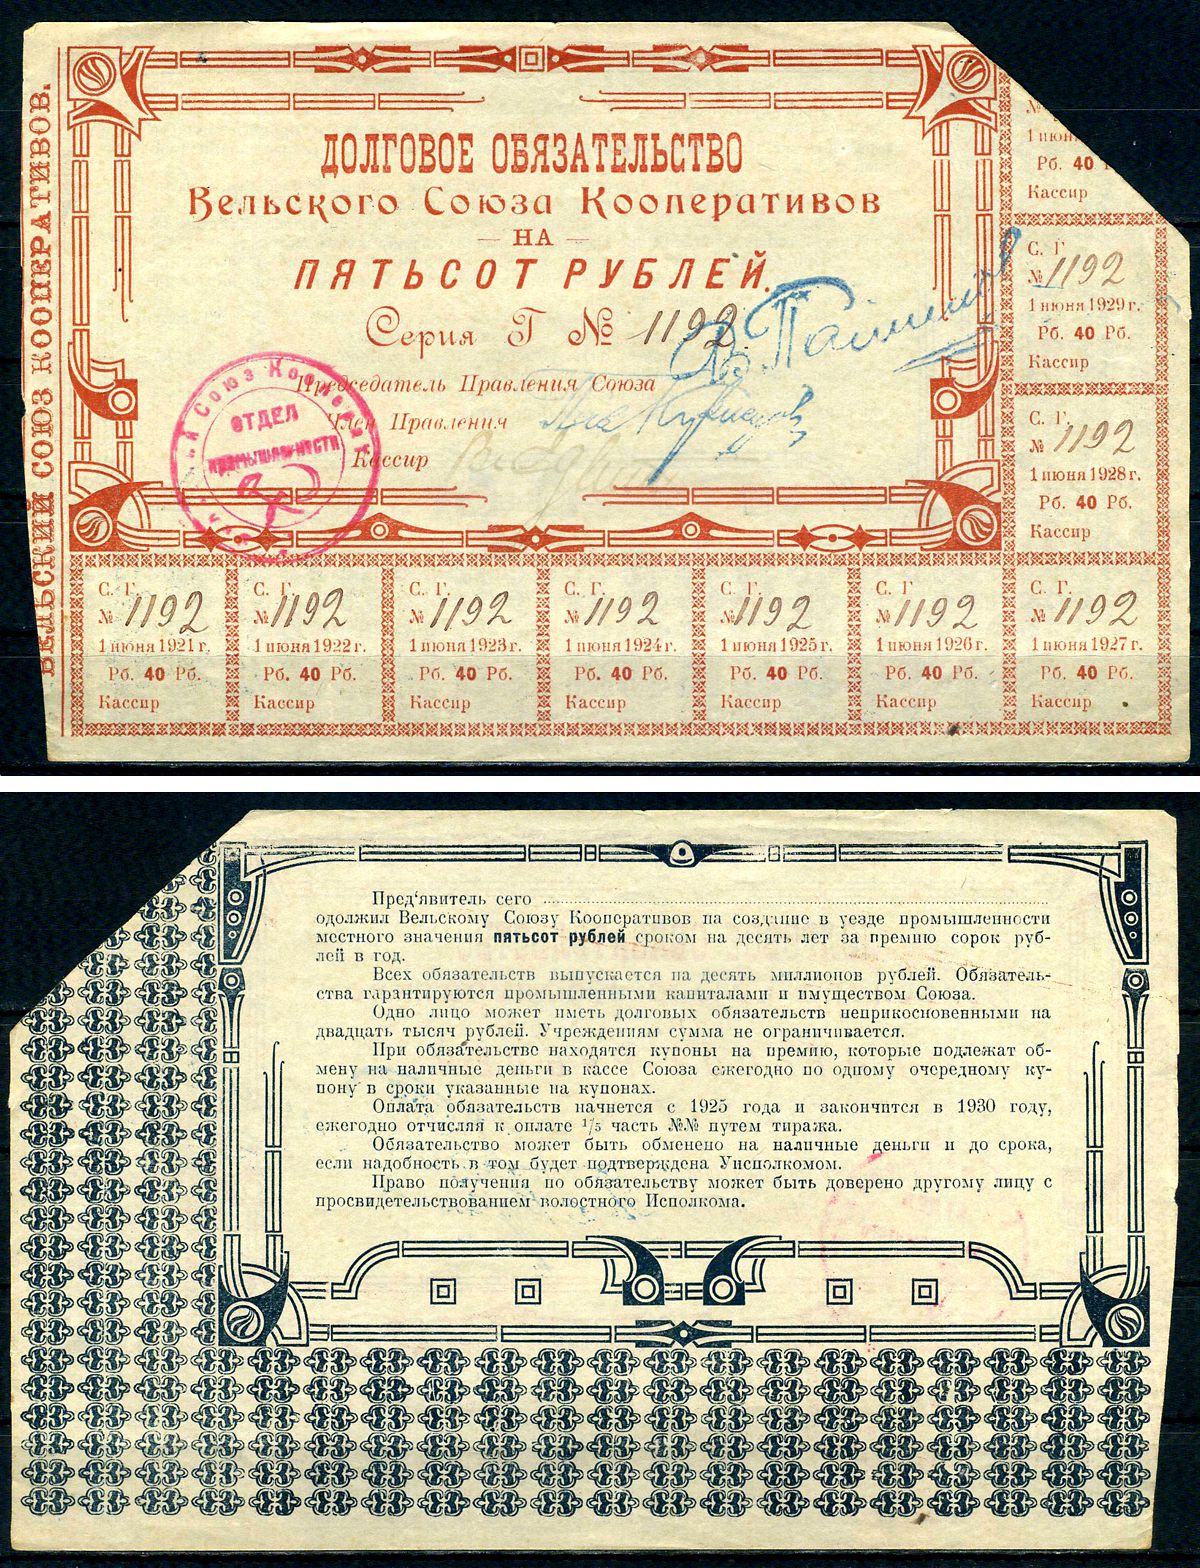 ВЕЛЬСКИЙ СОЮЗ КООПЕРАТИВОВ.
ДОЛГОВОЕ ОБЯЗАТЕЛЬСТВО
Вельского Союза Кооперативов
— НА —
ПЯТЬСОТ РУБЛЕЙ.
Серия Г № 1192
Председатель Правления Союза
Член Правления
Кассир
ОТДЕЛ
ПРОМЫШЛЕННОСТИ
№
1 июня
Рб. 40
Кассир
С. Г.
№ 1192
1 июня 1929 г.
Рб. 40 Рб.
Кассир
С. Г.
№ 1192
1 июня 1928 г.
Рб. 40 Рб.
Кассир
С. Г.
№ 1192
1 июня 1921 г.
Рб. 40 Рб.
Кассир
С. Г.
№ 1192
1 июня 1922 г.
Рб. 40 Рб.
Кассир
С. Г.
№ 1192
1 июня 1923 г.
Рб. 40 Рб.
Кассир
С. Г.
№ 1192
1 июня 1924 г.
Рб. 40 Рб.
Кассир
С. Г.
№ 1192
1 июня 1925 г.
Рб. 40 Рб.
Кассир
С. Г.
№ 1192
1 июня 1926 г.
Рб. 40 Рб.
Кассир
С. Г.
№ 1192
1 июня 1927 г.
Рб. 40 Рб.
Кассир
Пред‘явитель сего
одолжил Вельскому Союзу Кооперативов на создание в уезде промышленности
местного значения пятьсот рублей сроком на десять лет за премию сорок руб-
лей в год.
Всех обязательств выпускается на десять миллионов рублей. Обязатель-
ства гарантируются промышленными капиталами и имуществом Союза.
Одно лицо может иметь долговых обязательств неприкосновенными на
двадцать тысяч рублей. Учреждениям сумма не ограничивается.
При обязательстве находятся купоны на премию, которые подлежат об-
мену на наличные деньги в кассе Союза ежегодно по одному очередному ку-
пону в сроки указанные на купонах.
Оплата обязательств начнется с 1925 года и закончится в 1930 году,
ежегодно отчисляя к оплате 1/5 часть №№ путем тиража.
Обязательство может быть обменено на наличные деньги и до срока,
если надобность в том будет подтверждена Уисполкомом.
Право получения по обязательству может быть доверено другому лицу с
просвидетельствованием волостного Исполкома.